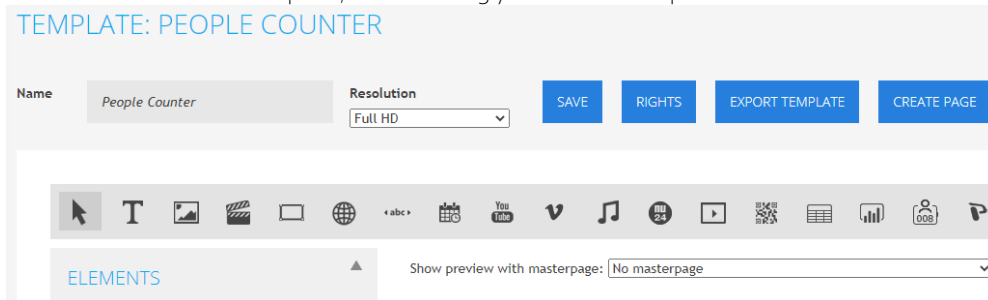 TEMPLATE: PEOPLE COUNTER
Name
People Counter
Resolution
Full HD
SAVE
RIGHTS
EXPORT TEMPLATE
CREATE PAGE
T
<abc>
You Tube
V
NU 24
008
P
ELEMENTS
Show preview with masterpage: No masterpage